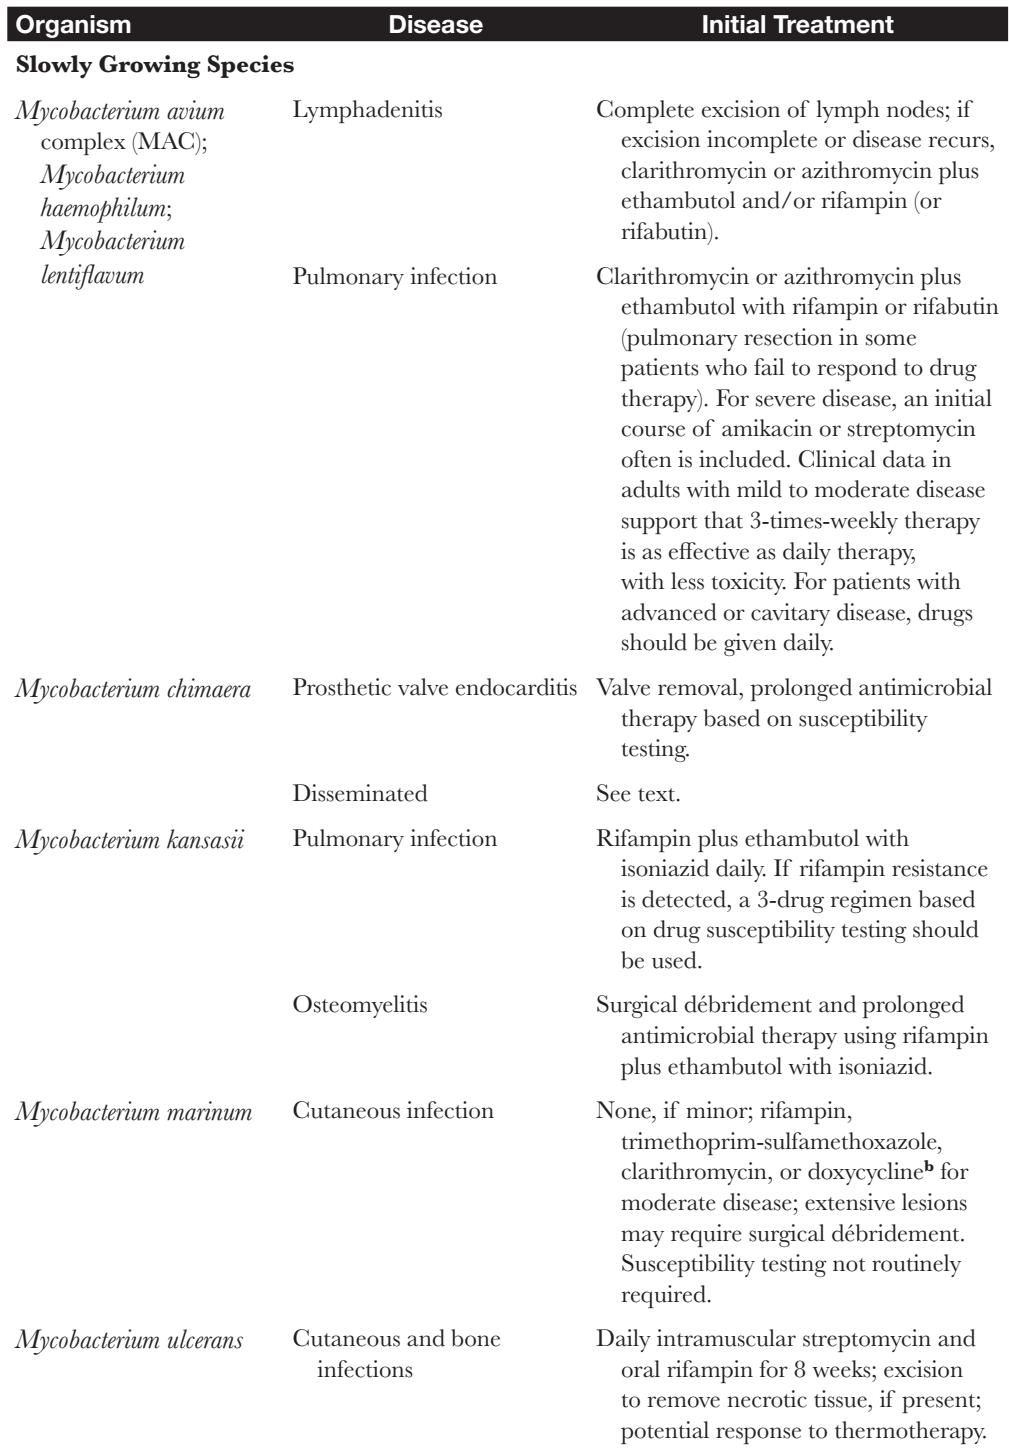 Organism Disease Initial Treatment
Slowly Growing Species
Mycobacterium avium
complex (MAC);
Mycobacterium
haemophilum;
Mycobacterium
lentiflavum
Lymphadenitis
Complete excision of lymph nodes; if
excision incomplete or disease recurs,
clarithromycin or azithromycin plus
ethambutol and/or rifampin (or
rifabutin).
Pulmonary infection
Clarithromycin or azithromycin plus
ethambutol with rifampin or rifabutin
(pulmonary resection in some
patients who fail to respond to drug
therapy). For severe disease, an initial
course of amikacin or streptomycin
often is included. Clinical data in
adults with mild to moderate disease
support that 3-times-weekly therapy
is as effective as daily therapy,
with less toxicity. For patients with
advanced or cavitary disease, drugs
should be given daily.
Mycobacterium chimaera
Prosthetic valve endocarditis
Valve removal, prolonged antimicrobial
therapy based on susceptibility
testing.
Disseminated
See text.
Mycobacterium kansasii
Pulmonary infection
Rifampin plus ethambutol with
isoniazid daily. If rifampin resistance
is detected, a 3-drug regimen based
on drug susceptibility testing should
be used.
Osteomyelitis
Surgical débridement and prolonged
antimicrobial therapy using rifampin
plus ethambutol with isoniazid.
Mycobacterium marinum
Cutaneous infection
None, if minor; rifampin,
trimethoprim-sulfamethoxazole,
clarithromycin, or doxycycline^b for
moderate disease; extensive lesions
may require surgical débridement.
Susceptibility testing not routinely
required.
Mycobacterium ulcerans
Cutaneous and bone
infections
Daily intramuscular streptomycin and
oral rifampin for 8 weeks; excision
to remove necrotic tissue, if present;
potential response to thermotherapy.